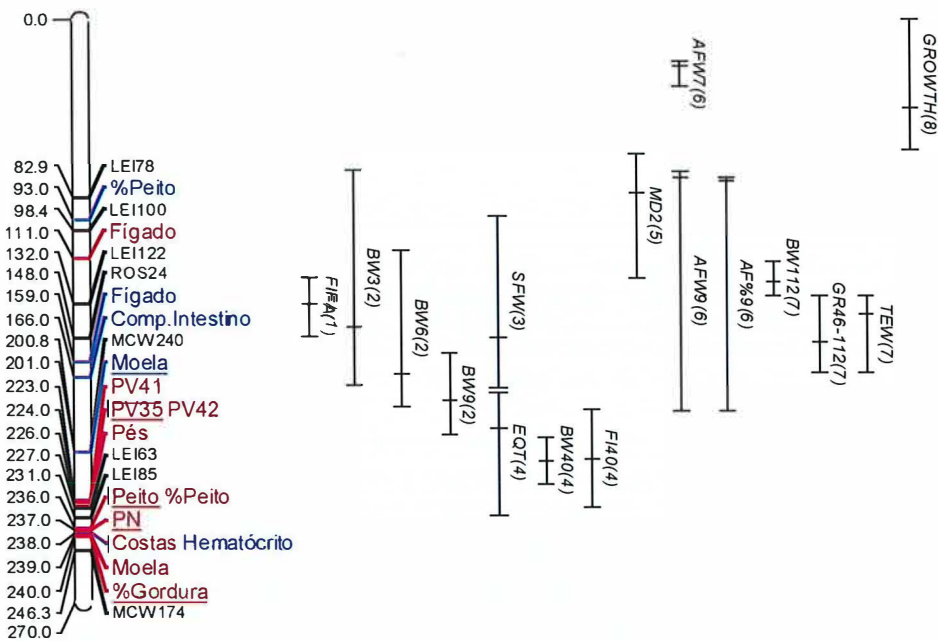 0.0
82.9 LEI78
93.0 %Peito
98.4 LEI100
111.0 Fígado
132.0 LEI122
148.0 ROS24
159.0 Fígado
166.0 Comp.Intestino
200.8 MCW240
201.0 Moela
223.0 PV41
224.0 PV35 PV42
226.0 Pés
227.0 LEI63
231.0 LEI85
236.0 Peito %Peito
237.0 PN
238.0 Costas Hematócrito
239.0 Moela
240.0 %Gordura
246.3 MCW174
270.0
BW3(2)
BW6(2)
BW9(2)
SFW(3)
EQT(4)
BW40(4)
FI40(4)
MD2(5)
AFW7(6)
AFW9(6)
AF%9(6)
BW112(7)
GR46-112(7)
TEW(7)
GROWTH(8)